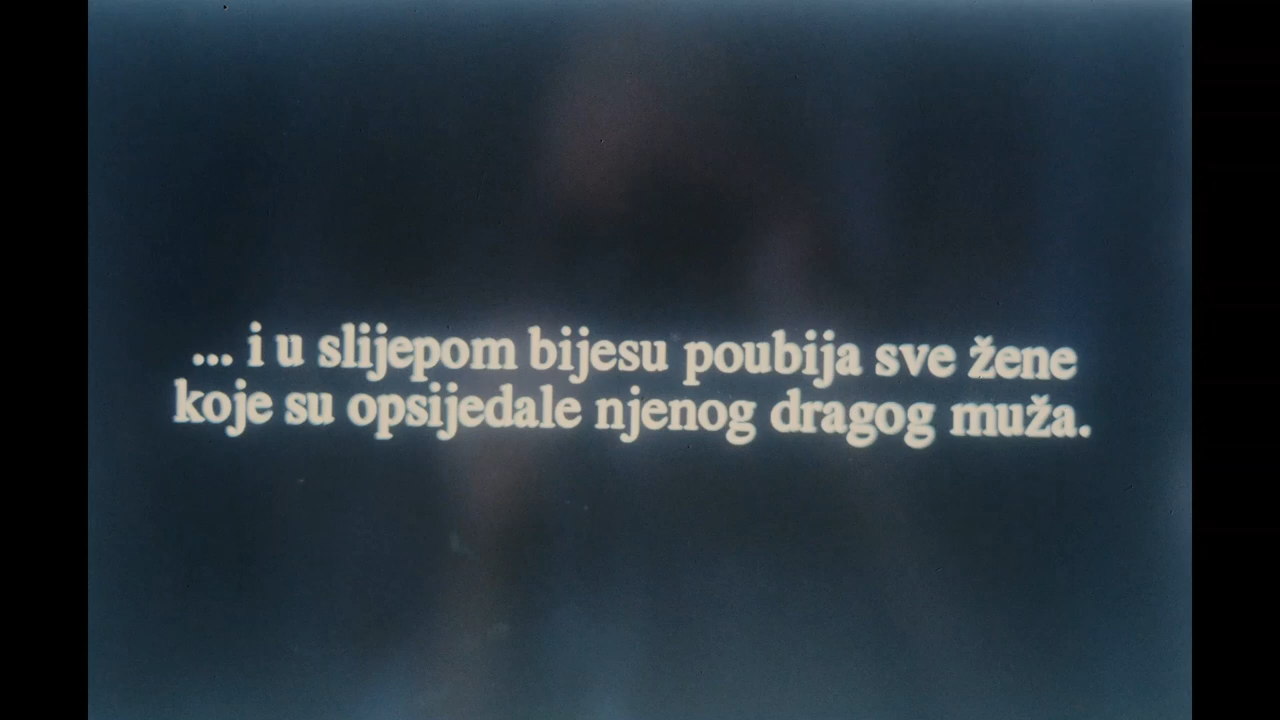 ... i u slijepom bijesu poubija sve žene
koje su opsijedale njenog dragog muža.